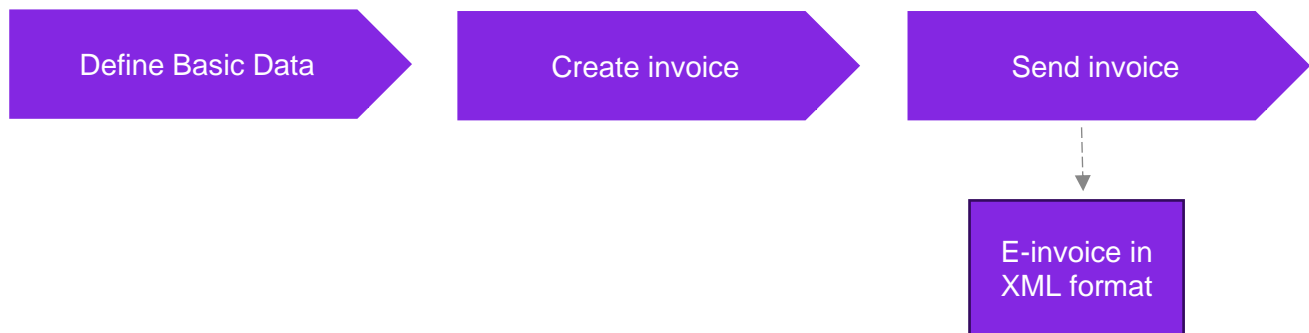 Define Basic Data
Create invoice
Send invoice
E-invoice in
XML format